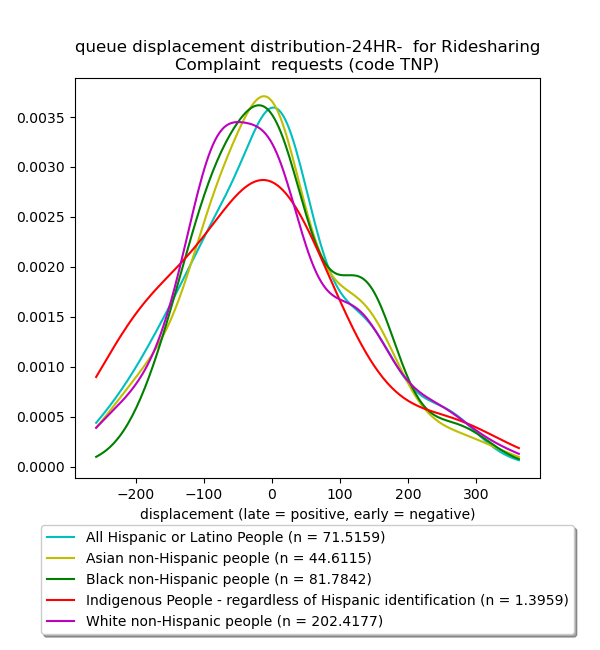 queue displacement distribution-24HR-  for Ridesharing
Complaint  requests (code TNP)
0.0035
0.0030
0.0025
0.0020
0.0015
0.0010
0.0005
0.0000
−200 −100 0 100 200 300
displacement (late = positive, early = negative)
All Hispanic or Latino People (n = 71.5159)
Asian non-Hispanic people (n = 44.6115)
Black non-Hispanic people (n = 81.7842)
Indigenous People - regardless of Hispanic identification (n = 1.3959)
White non-Hispanic people (n = 202.4177)